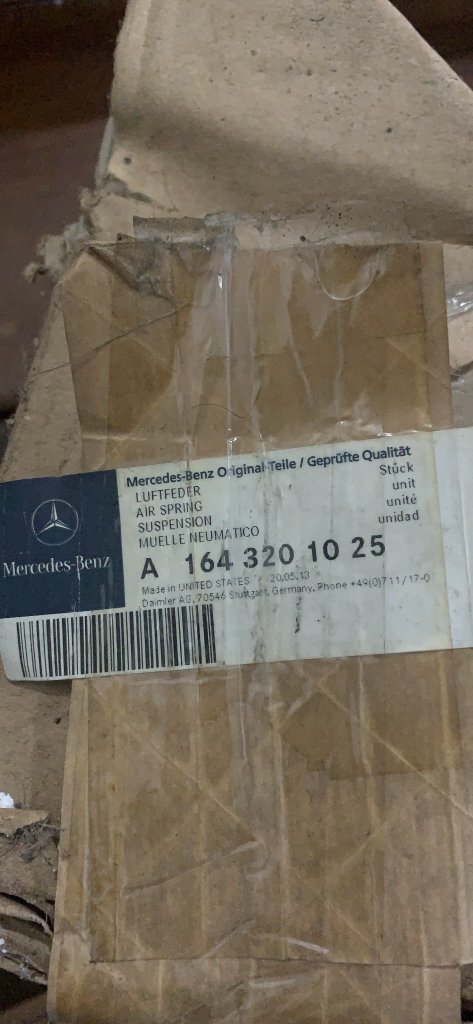 Mercedes-Benz Original-Teile / Geprüfte Qualität
LUFTFEDER Stück
AIR SPRING unit
SUSPENSION unité
MUELLE NEUMATICO unidad
A 164 320 10 25
Made in UNITED STATES 20.05.13
Daimler AG, 70546 Stuttgart, Germany, Phone +49(0)711/17-0
Mercedes-Benz